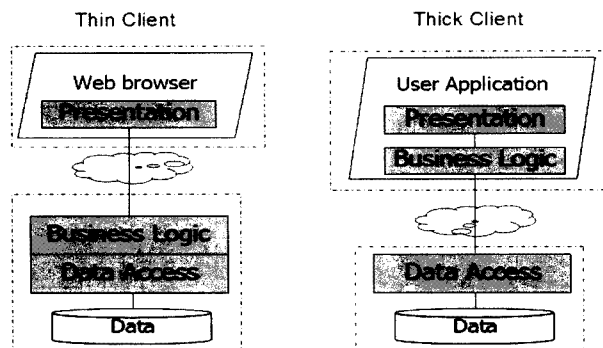 Thin Client
Web browser
Presentation
Business Logic
Data Access
Data
Thick Client
User Application
Presentation
Business Logic
Data Access
Data